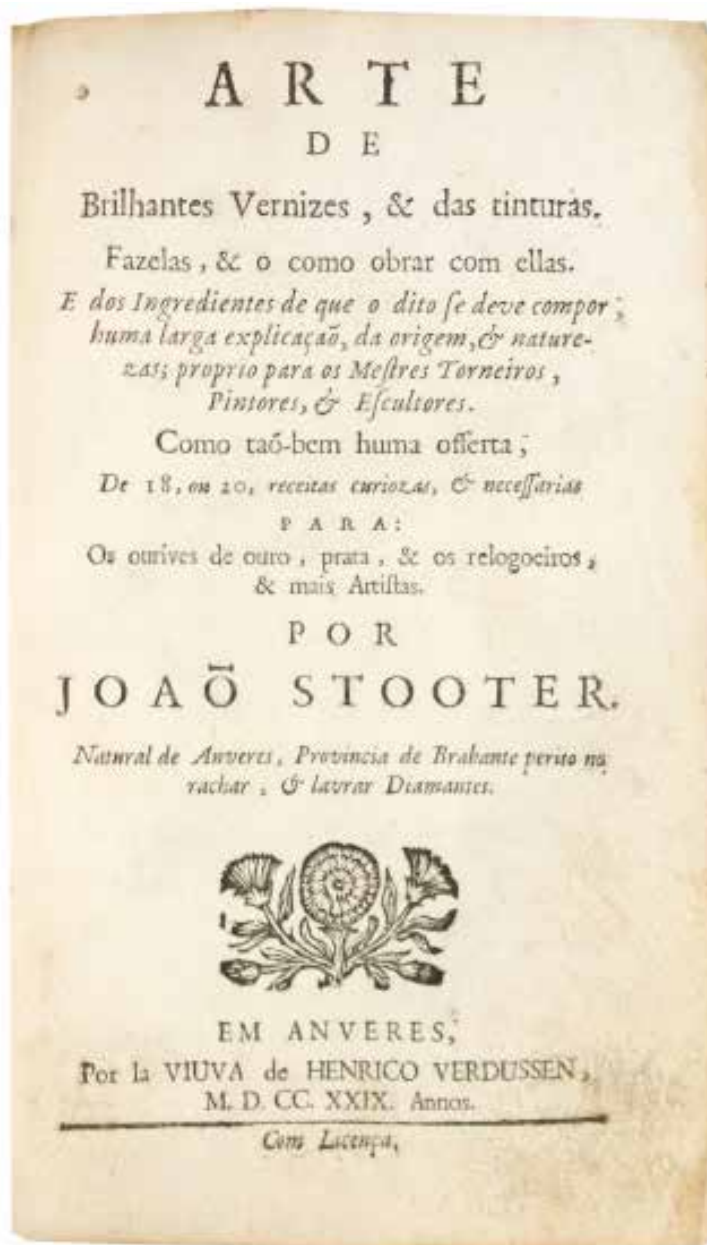 ARTE
DE
Brilhantes Vernizes, & das tinturas.
Fazelas, & o como obrar com ellas.
E dos Ingredientes de que o dito ſe deve compor;
huma larga explicaçaõ, da origem, & nature-
zas; proprio para os Meſtres Torneiros,
Pintores, & Eſcultores.
Como taõ-bem huma offerta;
De 18, ou 20, receitas curiozas, & neceſſarias
PARA:
Os ourives de ouro, prata, & os relogoeiros,
& mais Artiſtas.
POR
JOAÕ STOOTER.
Natural de Anveres, Provincia de Brabante perito no
rachar, & lavrar Diamantes.
EM ANVERES,
Por la VIUVA de HENRICO VERDUSSEN,
M. D. CC. XXIX. Annos.
Com Licença,